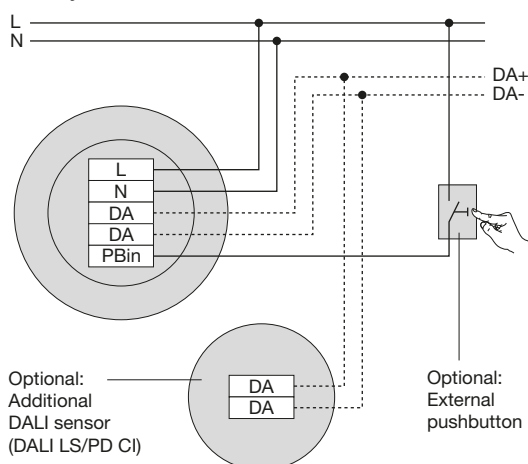 L
N
DA+
DA-
L
N
DA
DA
PBin
DA
DA
Optional:
Additional
DALI sensor
(DALI LS/PD CI)
Optional:
External
pushbutton